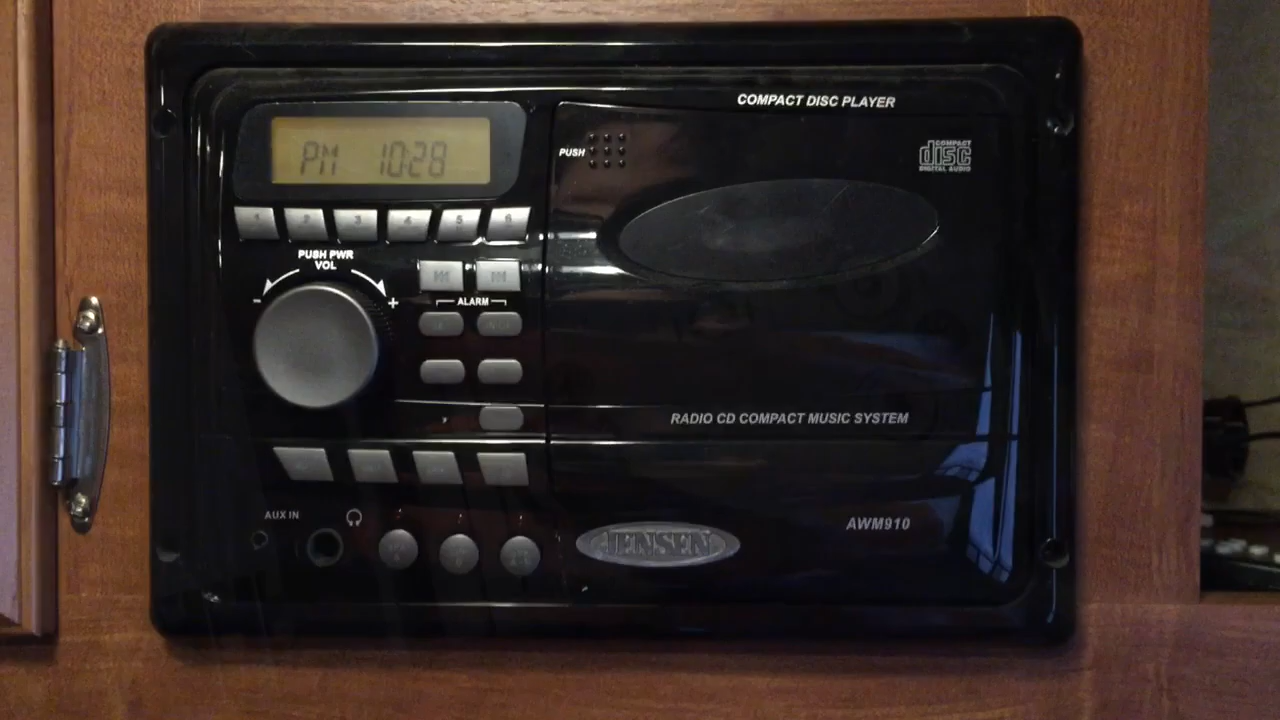 COMPACT DISC PLAYER
PM 10:28
PUSH
COMPACT
disc
DIGITAL AUDIO
1 2 3 4 5 6
PUSH PWR
VOL
- +
ALARM
RADIO CD COMPACT MUSIC SYSTEM
AUX IN
AWM910
JENSEN